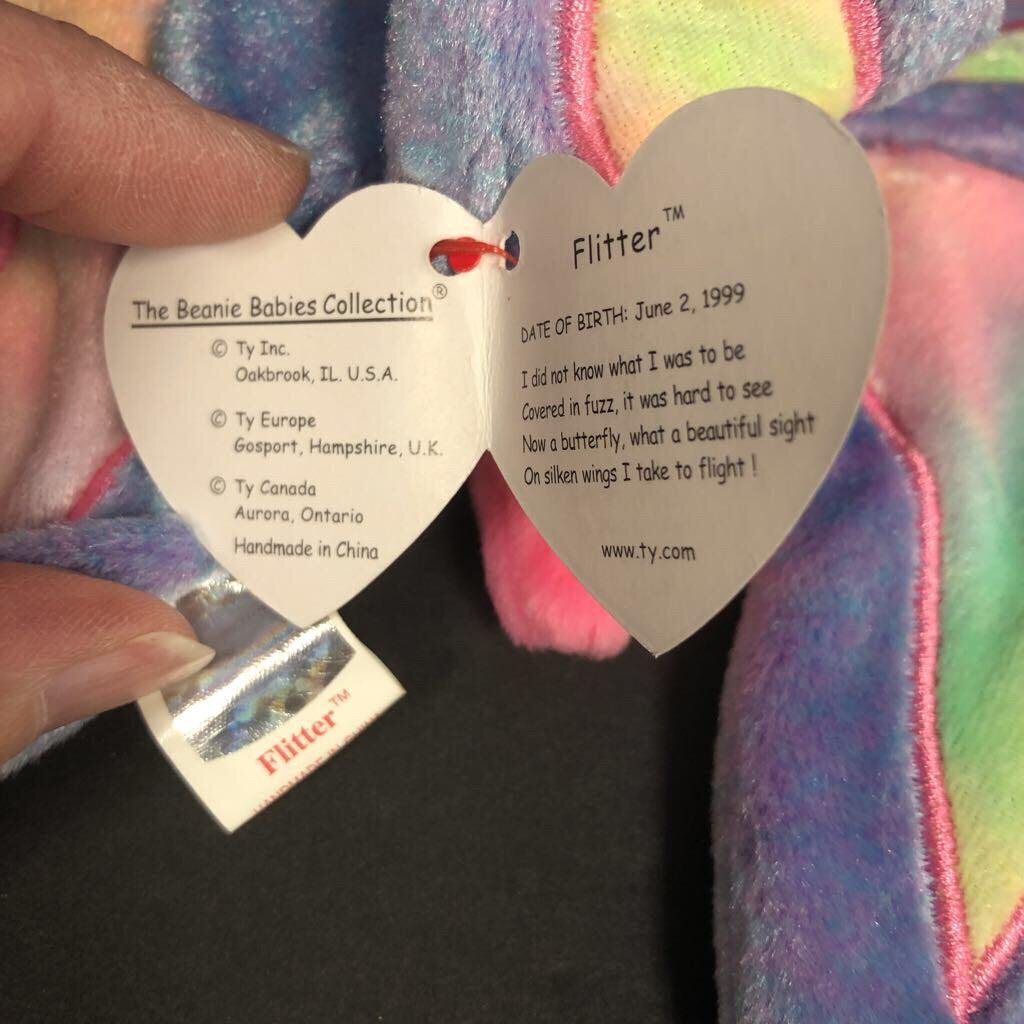 The Beanie Babies Collection®
© Ty Inc.
Oakbrook, IL. U.S.A.
© Ty Europe
Gosport, Hampshire, U.K.
© Ty Canada
Aurora, Ontario
Handmade in China
Flitter™
DATE OF BIRTH: June 2, 1999
I did not know what I was to be
Covered in fuzz, it was hard to see
Now a butterfly, what a beautiful sight
On silken wings I take to flight !
www.ty.com
Flitter™
HANDMADE IN